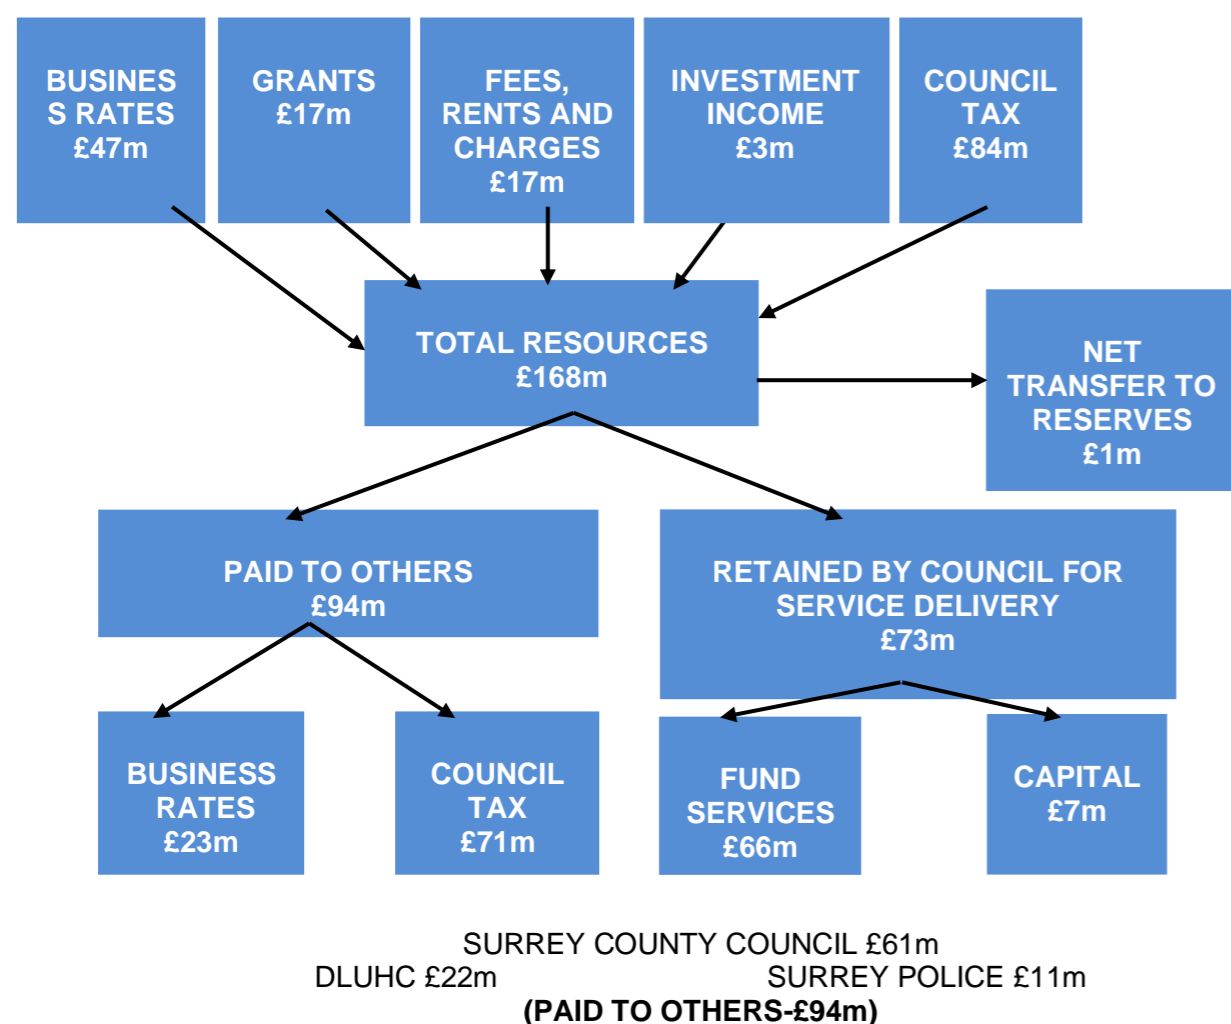 BUSINES
S RATES
£47m
GRANTS
£17m
FEES,
RENTS AND
CHARGES
£17m
INVESTMENT
INCOME
£3m
COUNCIL
TAX
£84m
TOTAL RESOURCES
£168m
NET
TRANSFER TO
RESERVES
£1m
PAID TO OTHERS
£94m
RETAINED BY COUNCIL FOR
SERVICE DELIVERY
£73m
BUSINESS
RATES
£23m
COUNCIL
TAX
£71m
FUND
SERVICES
£66m
CAPITAL
£7m
SURREY COUNTY COUNCIL £61m
DLUHC £22m SURREY POLICE £11m
(PAID TO OTHERS-£94m)